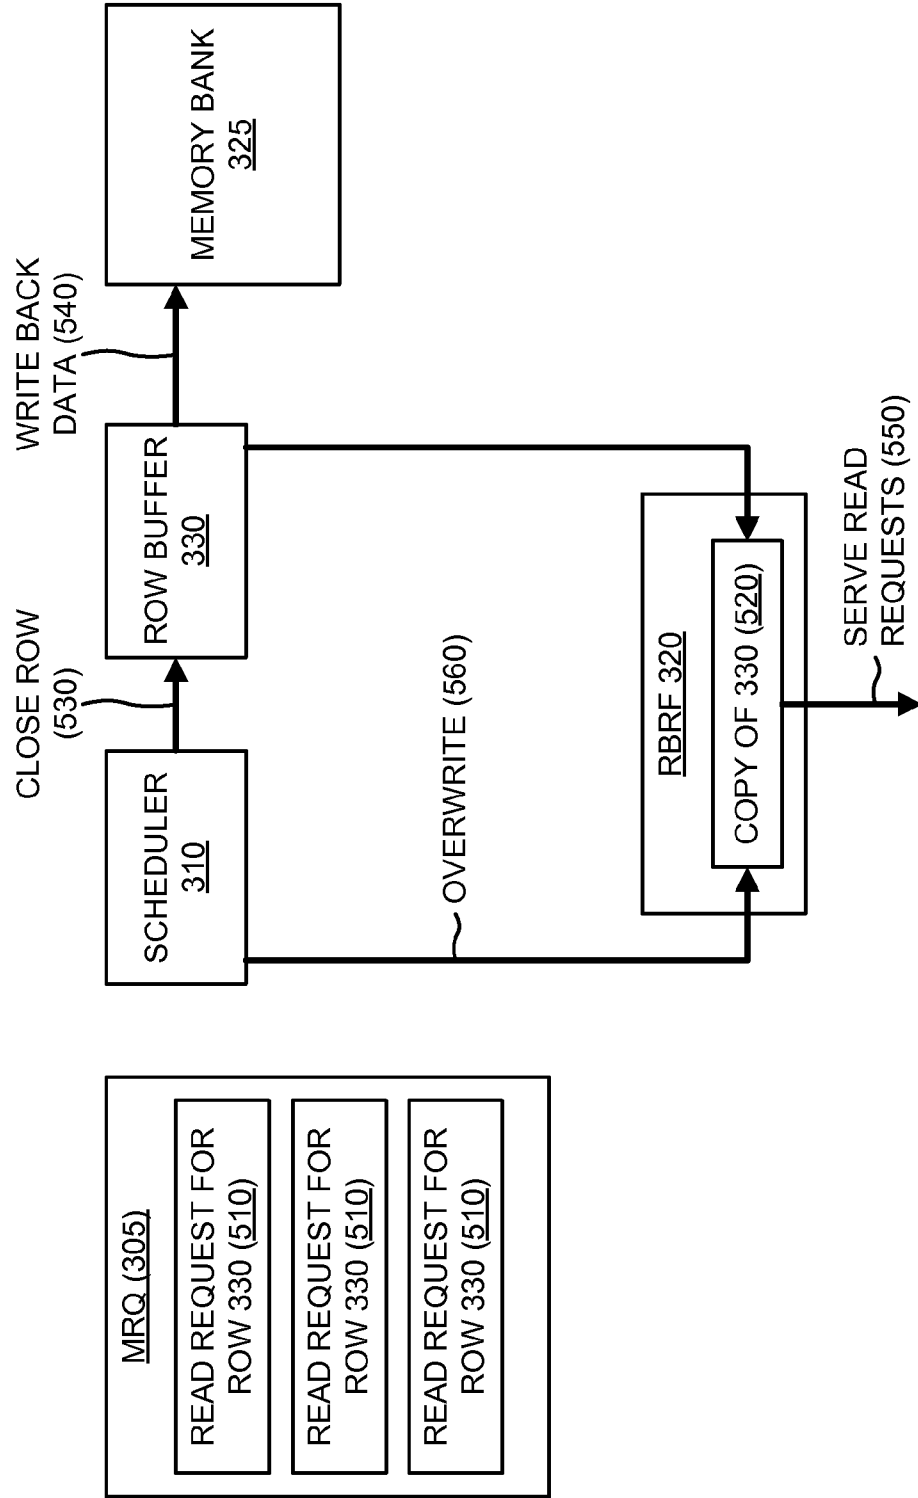 MRQ (305)
READ REQUEST FOR
ROW 330 (510)
READ REQUEST FOR
ROW 330 (510)
READ REQUEST FOR
ROW 330 (510)
SCHEDULER
310
CLOSE ROW
(530)
ROW BUFFER
330
WRITE BACK
DATA (540)
MEMORY BANK
325
OVERWRITE (560)
RBRF 320
COPY OF 330 (520)
SERVE READ
REQUESTS (550)